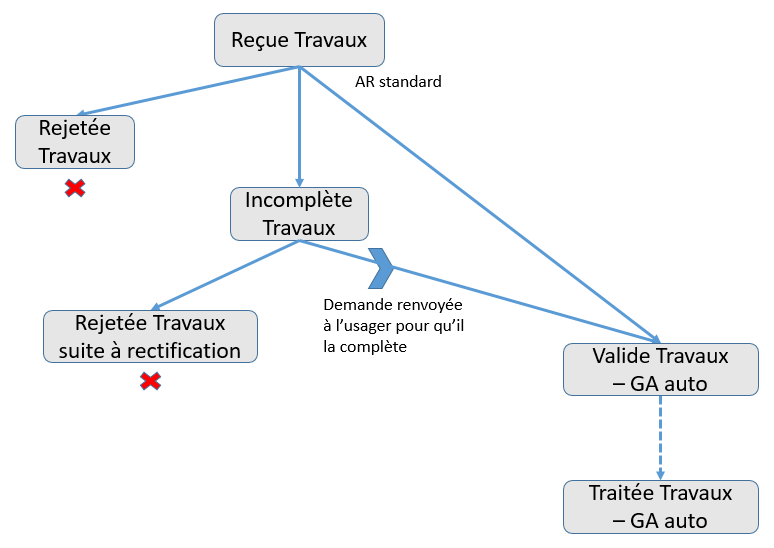 Reçue Travaux
AR standard
Rejetée
Travaux
Incomplète
Travaux
Demande renvoyée
à l'usager pour qu'il
la complète
Rejetée Travaux
suite à rectification
Valide Travaux
– GA auto
Traitée Travaux
– GA auto